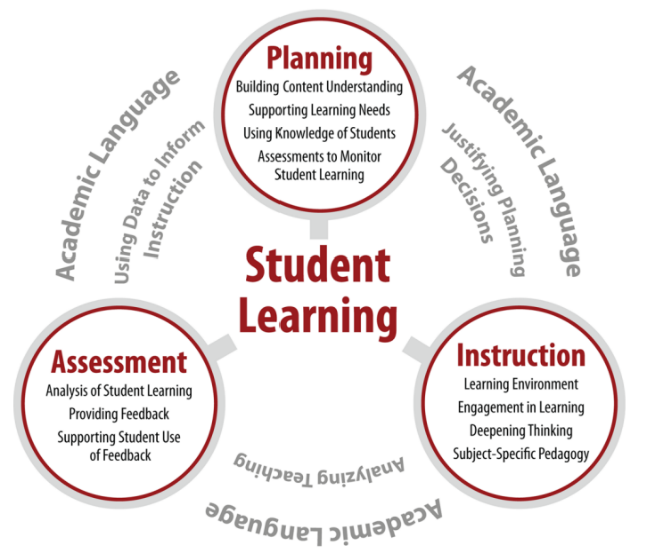 Planning
Building Content Understanding
Supporting Learning Needs
Using Knowledge of Students
Assessments to Monitor
Student Learning
Academic Language
Using Data to Inform
Instruction
Academic Language
Justifying Planning
Decisions
Student
Learning
Assessment
Analysis of Student Learning
Providing Feedback
Supporting Student Use
of Feedback
Instruction
Learning Environment
Engagement in Learning
Deepening Thinking
Subject-Specific Pedagogy
Analyzing Teaching
Academic Language